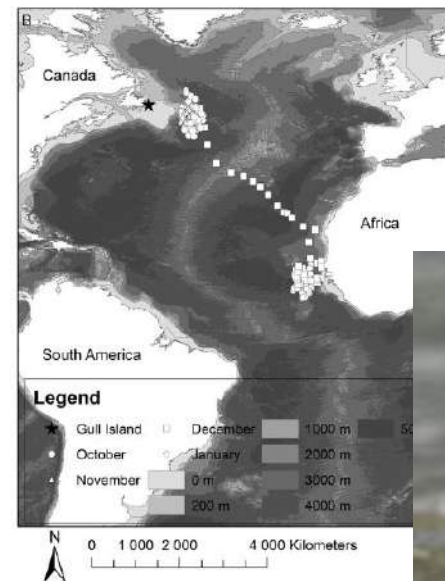 B
Canada
Africa
South America
Legend
Gull Island
December
1000 m
50
October
January
2000 m
November
0 m
3000 m
200 m
4000 m
N
0 1 000 2 000 4 000 Kilometers